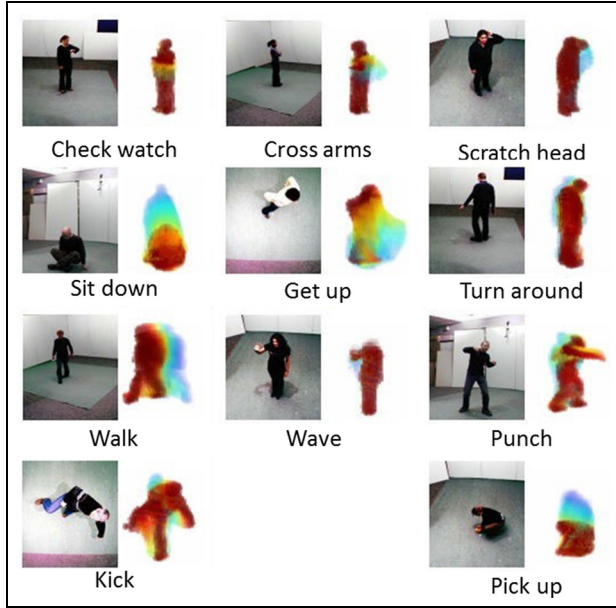 Check watch
Cross arms
Scratch head
Sit down
Get up
Turn around
Walk
Wave
Punch
Kick
Pick up